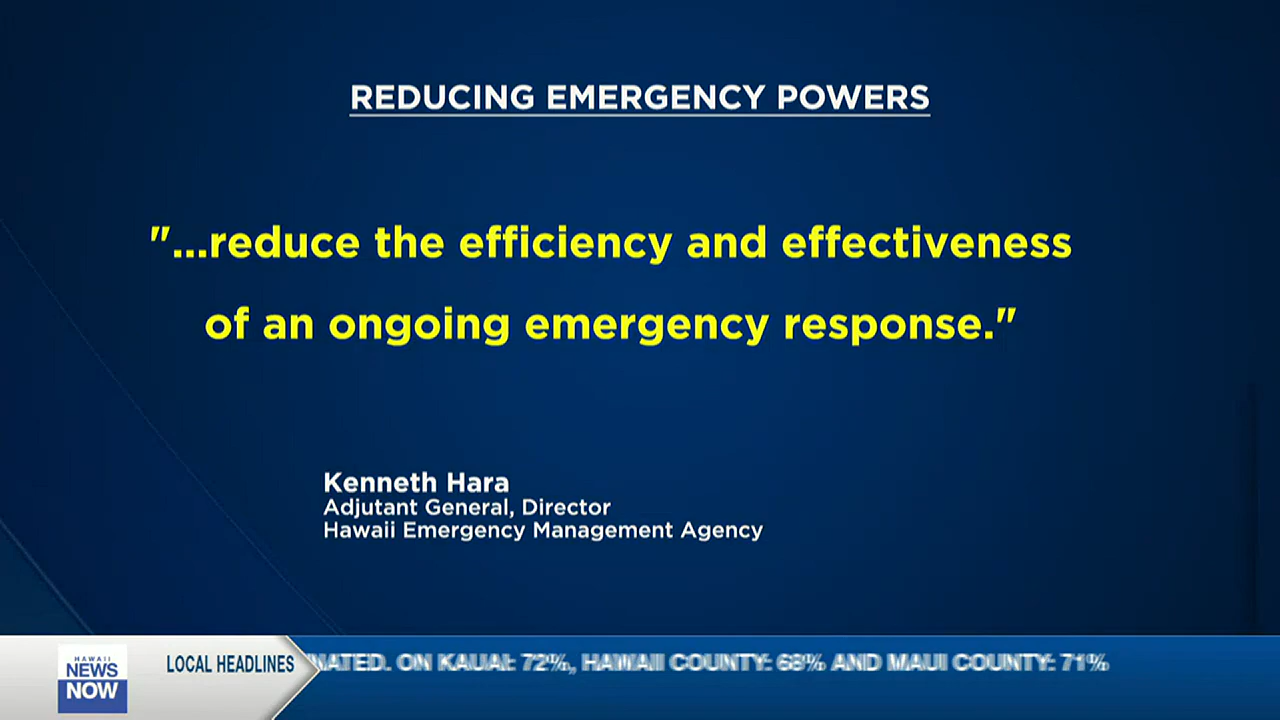 REDUCING EMERGENCY POWERS
"...reduce the efficiency and effectiveness
of an ongoing emergency response."
Kenneth Hara
Adjutant General, Director
Hawaii Emergency Management Agency
HAWAII
NEWS
NOW
LOCAL HEADLINES
NATED. ON KAUAI: 72%, HAWAII COUNTY: 68% AND MAUI COUNTY: 71%